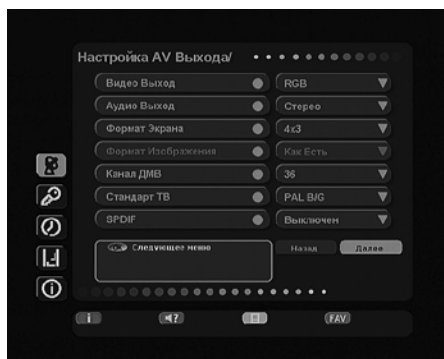 Настройка AV Выхода/
Видео Выход RGB
Аудио Выход Стерео
Формат Экрана 4x3
Формат Изображения Как Есть
Канал ДМВ 36
Стандарт ТВ PAL B/G
SPDIF Выключен
Следующее меню Назад Далее
i ? FAV